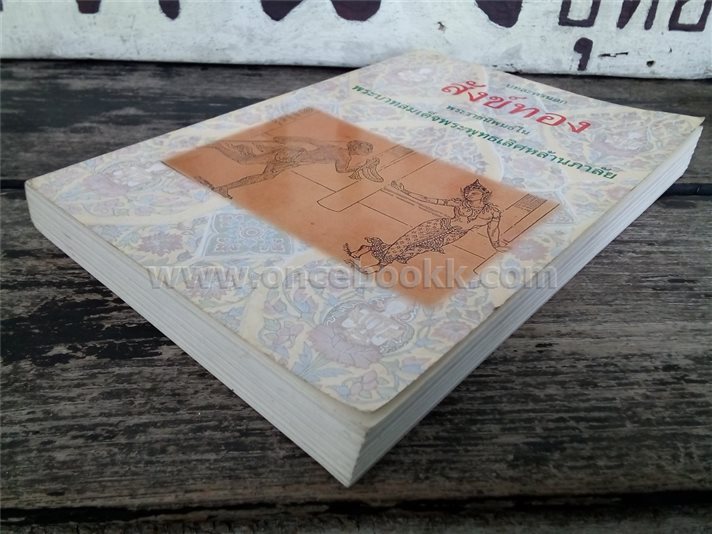 บทละครนอก
สังข์ทอง
พระราชนิพนธ์ใน
พระบาทสมเด็จพระพุทธเลิศหล้านภาลัย
www.oncebookk.com